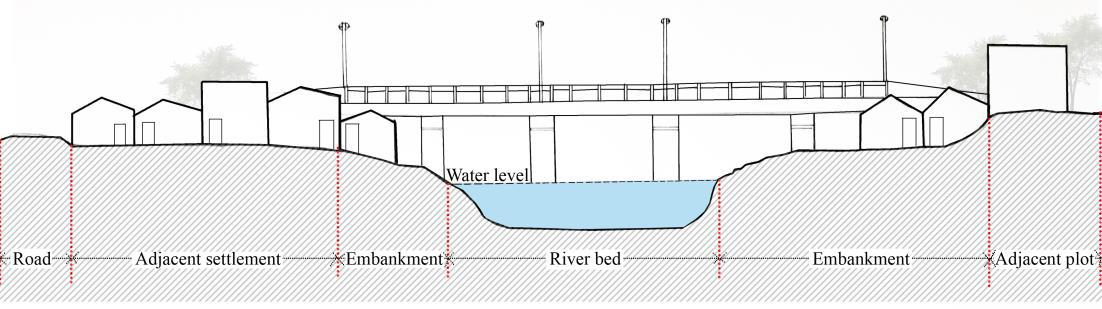 Water level
Road
Adjacent settlement
Embankment
River bed
Embankment
Adjacent plot